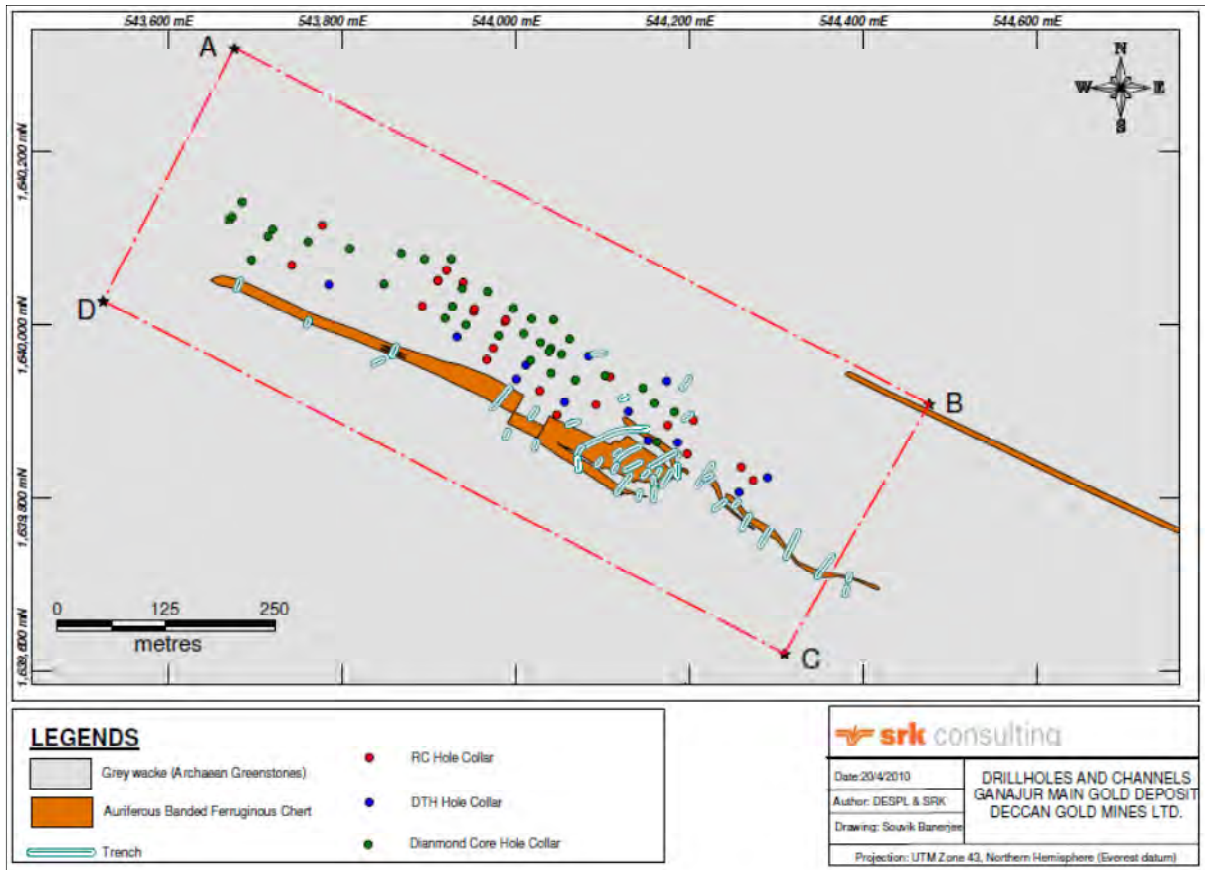 543,600 mE 543,800 mE 544,000 mE 544,200 mE 544,400 mE 544,600 mE
A
N
W E
S
1,640,200 mN
D
1,640,000 mN
B
1,639,800 mN
0 125 250
metres
C
1,639,600 mN
LEGENDS
Grey wacke (Archaean Greenstones)
Auriferous Banded Ferruginous Chert
Trench
RC Hole Collar
DTH Hole Collar
Dianmond Core Hole Collar
srk consulting
Date:20/4/2010
Author: DESPL & SRK
Drawing: Souvik Banerjee
DRILLHOLES AND CHANNELS
GANAJUR MAIN GOLD DEPOSIT
DECCAN GOLD MINES LTD.
Projection: UTM Zone 43, Northern Hemisphere (Everest datum)